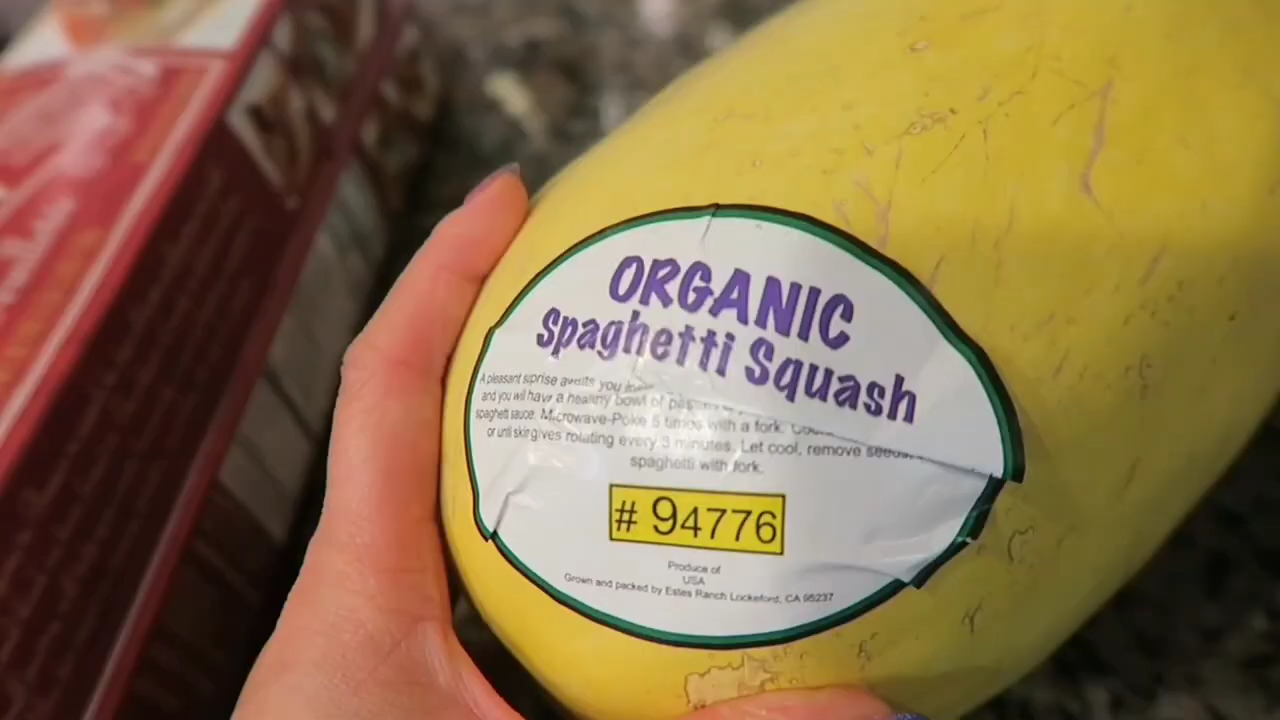 ORGANIC
Spaghetti Squash
A pleasant suprise awaits you
and you will have a healthy bowl of
spaghetti sauce. Microwave-Poke 5 times with a fork.
or until skin gives rotating every 3 minutes. Let cool, remove
spaghetti with fork.
# 94776
Produce of
USA
Grown and packed by Estes Ranch Lockeford, CA 95237